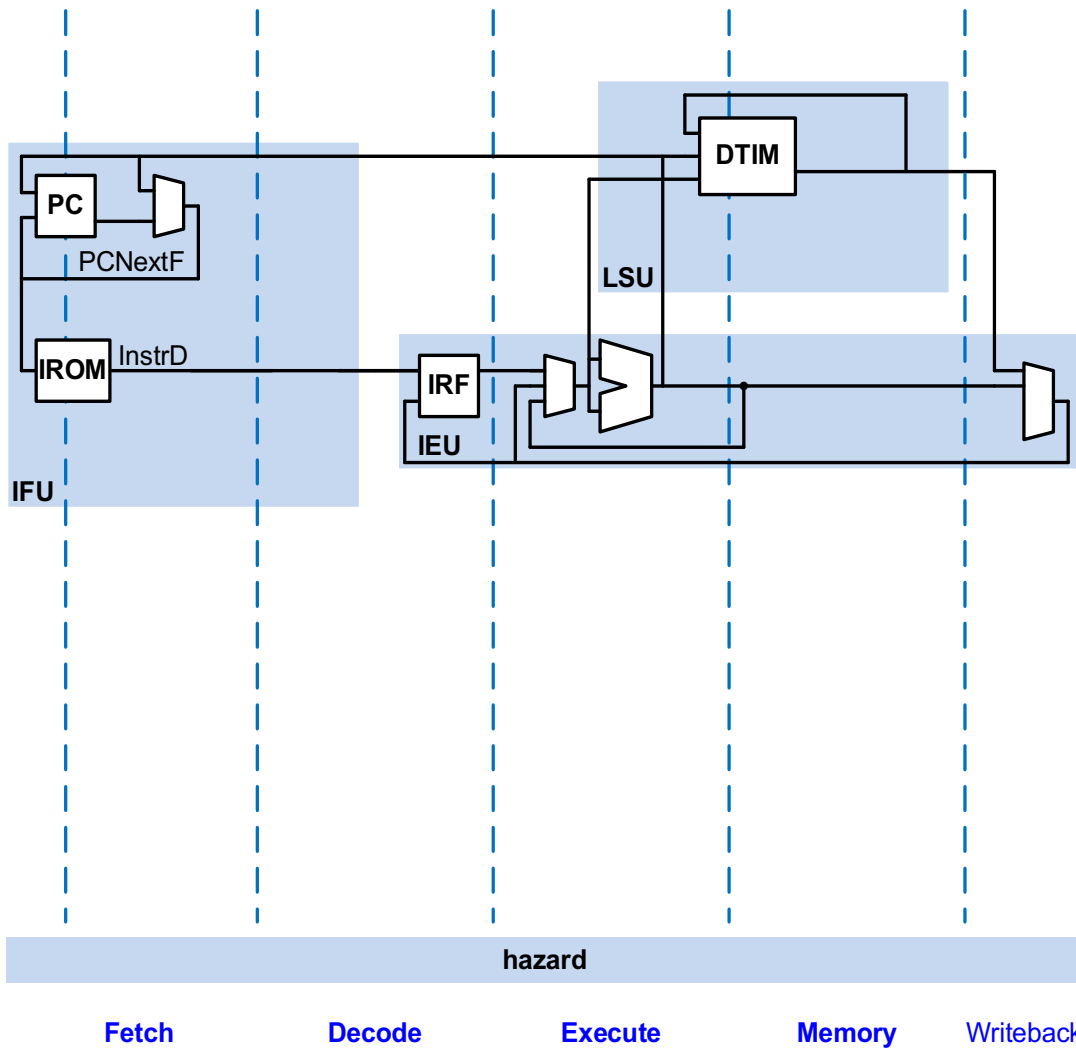 DTIM
PC
PCNextF
LSU
IROM
InstrD
IRF
IEU
IFU
hazard
Fetch
Decode
Execute
Memory
Writeback